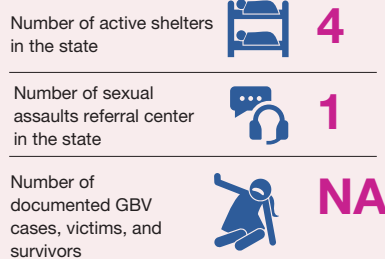 Number of active shelters
in the state
4
Number of sexual
assaults referral center
in the state
1
Number of
documented GBV
cases, victims, and
survivors
NA